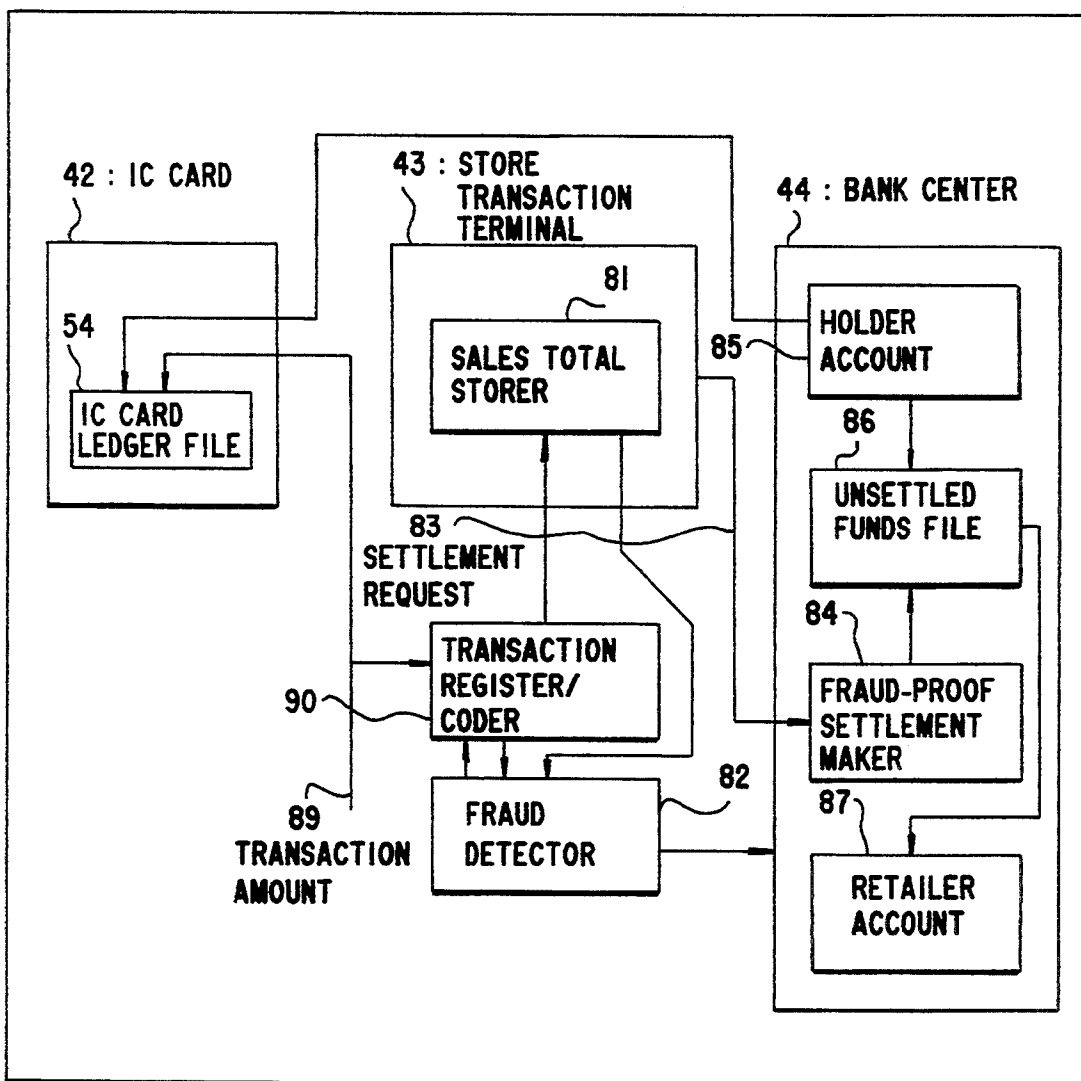 42 : IC CARD
43 : STORE
TRANSACTION
TERMINAL
44 : BANK CENTER
81
54
SALES TOTAL
STORER
HOLDER
ACCOUNT
85
IC CARD
LEDGER FILE
86
UNSETTLED
FUNDS FILE
83
SETTLEMENT
REQUEST
84
TRANSACTION
REGISTER/
CODER
90
FRAUD-PROOF
SETTLEMENT
MAKER
82
87
89
TRANSACTION
AMOUNT
FRAUD
DETECTOR
RETAILER
ACCOUNT